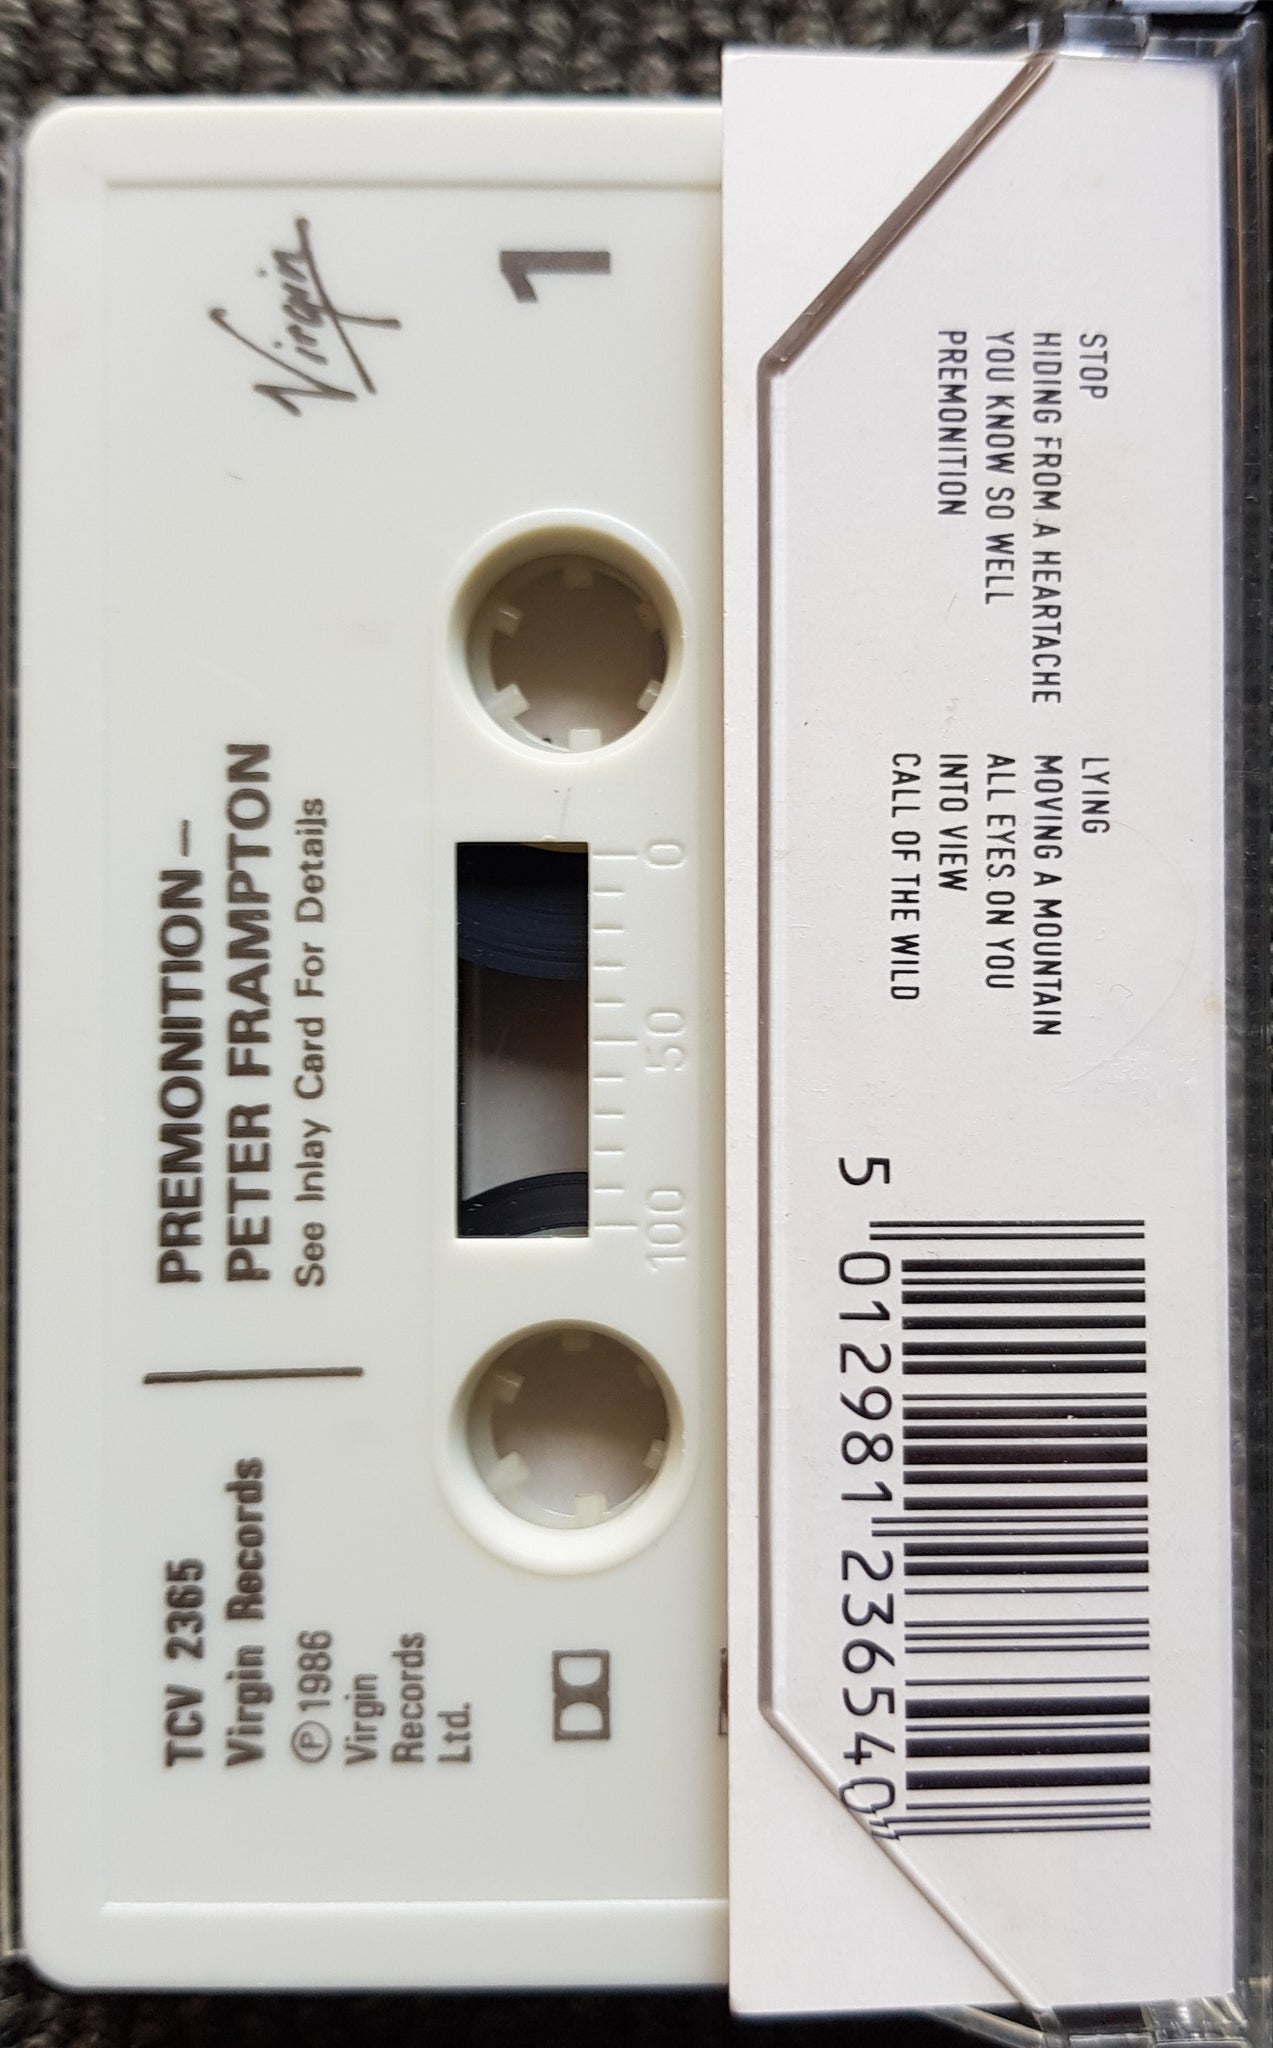 Virgin
1
PREMONITION –
PETER FRAMPTON
See Inlay Card For Details
TCV 2365
Virgin Records
℗ 1986
Virgin
Records
Ltd.
0
50
100
STOP
HIDING FROM A HEARTACHE
YOU KNOW SO WELL
PREMONITION
LYING
MOVING A MOUNTAIN
ALL EYES ON YOU
INTO VIEW
CALL OF THE WILD
5 012981 236540